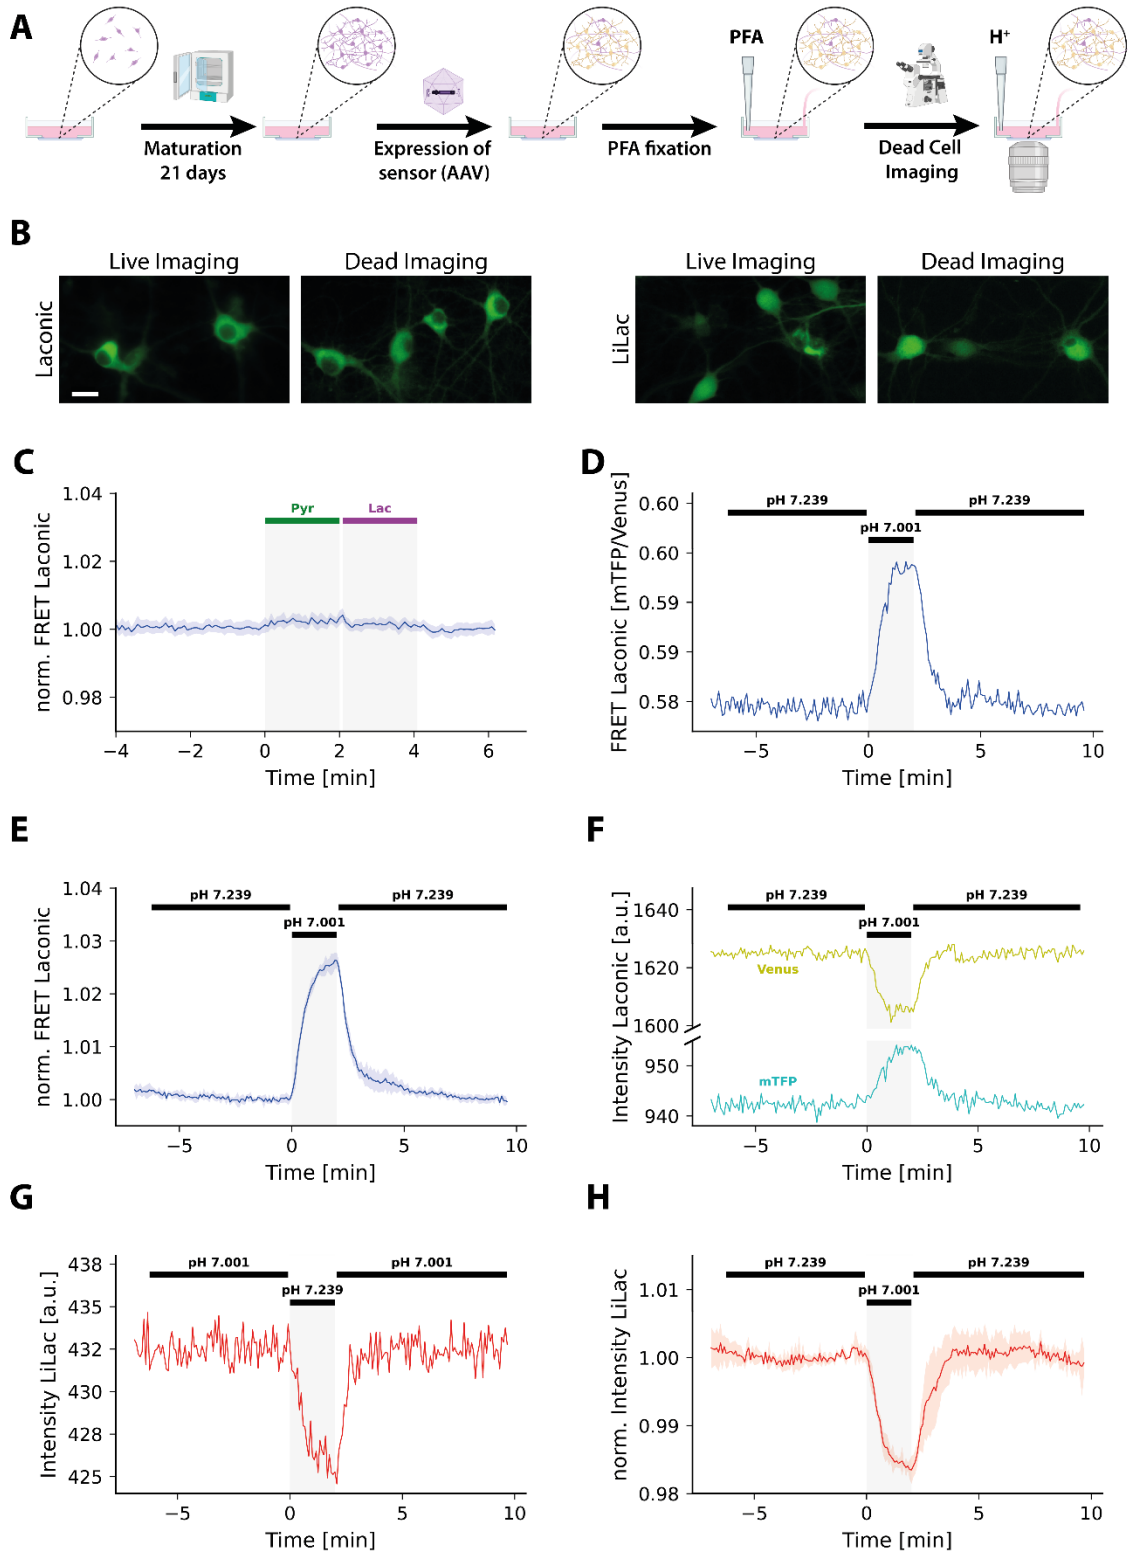 A
PFA
H⁺
Maturation
21 days
Expression of
sensor (AAV)
PFA fixation
Dead Cell
Imaging
B
Live Imaging
Dead Imaging
Live Imaging
Dead Imaging
Laconic
LiLac
C
norm. FRET Laconic
1.04
1.02
1.00
0.98
Pyr
Lac
−4
−2
0
2
4
6
Time [min]
D
FRET Laconic [mTFP/Venus]
0.60
0.60
0.59
0.59
0.58
pH 7.239
pH 7.239
pH 7.001
−5
0
5
10
Time [min]
E
norm. FRET Laconic
1.04
1.03
1.02
1.01
1.00
pH 7.239
pH 7.239
pH 7.001
−5
0
5
10
Time [min]
F
Intensity Laconic [a.u.]
1640
1620
1600
950
940
pH 7.239
pH 7.239
pH 7.001
Venus
mTFP
−5
0
5
10
Time [min]
G
Intensity LiLac [a.u.]
438
435
432
430
428
425
pH 7.001
pH 7.001
pH 7.239
−5
0
5
10
Time [min]
H
norm. Intensity LiLac
1.01
1.00
0.99
0.98
pH 7.239
pH 7.239
pH 7.001
−5
0
5
10
Time [min]